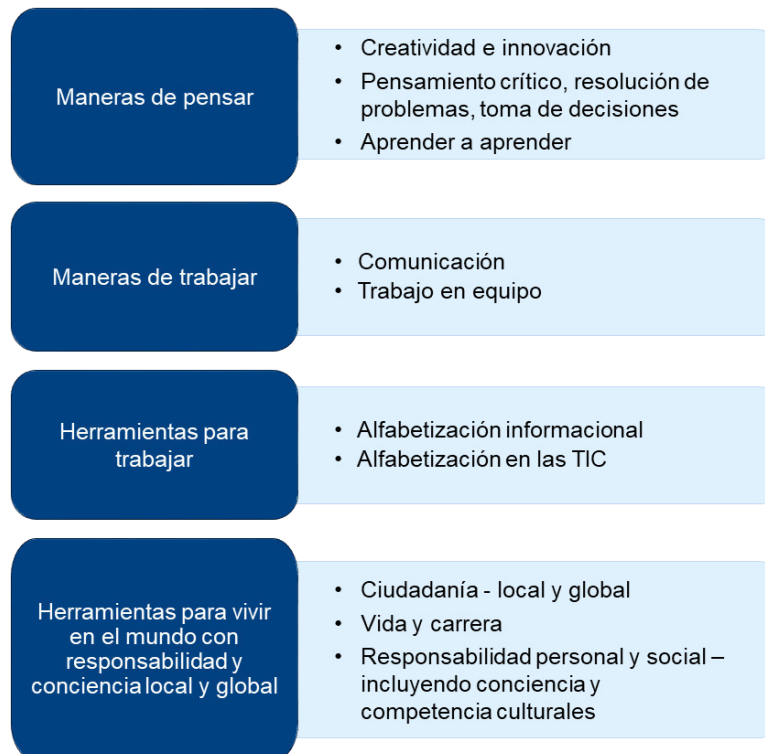 Maneras de pensar
• Creatividad e innovación
• Pensamiento crítico, resolución de
problemas, toma de decisiones
• Aprender a aprender
Maneras de trabajar
• Comunicación
• Trabajo en equipo
Herramientas para
trabajar
• Alfabetización informacional
• Alfabetización en las TIC
Herramientas para vivir
en el mundo con
responsabilidad y
conciencia local y global
• Ciudadanía - local y global
• Vida y carrera
• Responsabilidad personal y social –
incluyendo conciencia y
competencia culturales